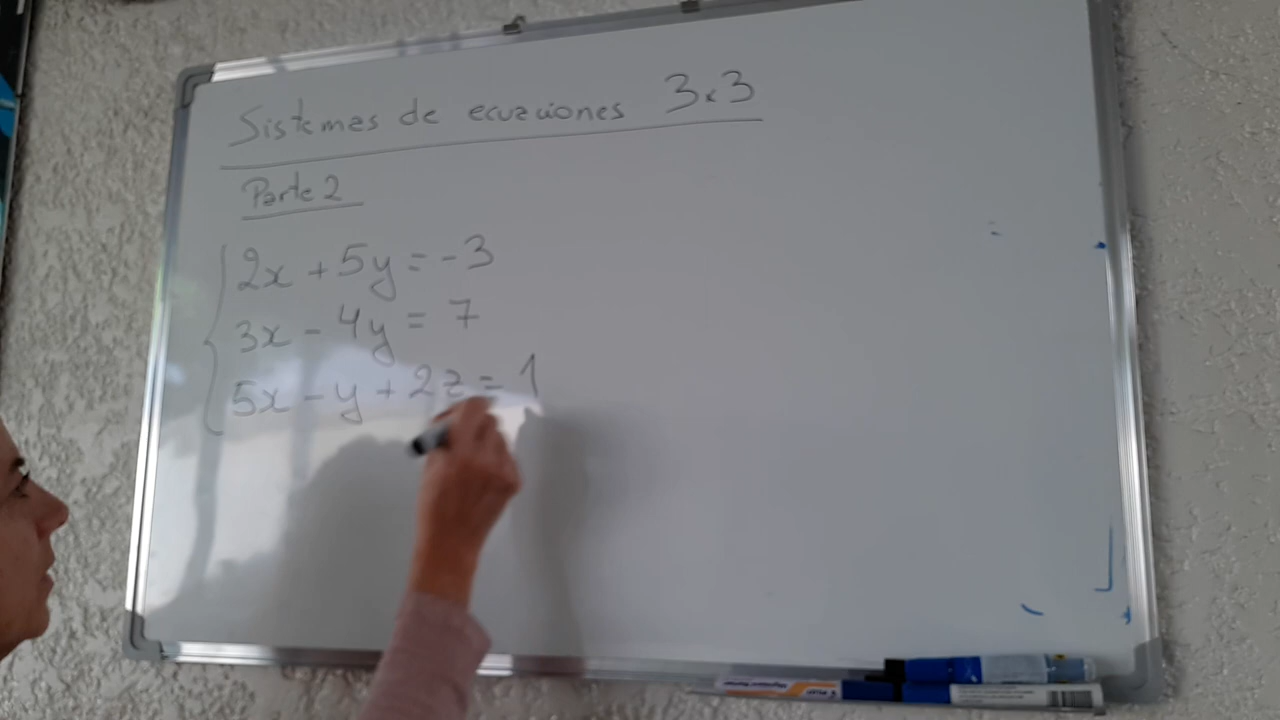 Sistemas de ecuaciones 3x3
Parte 2
2x + 5y = -3
3x - 4y = 7
5x - y + 2z = 1